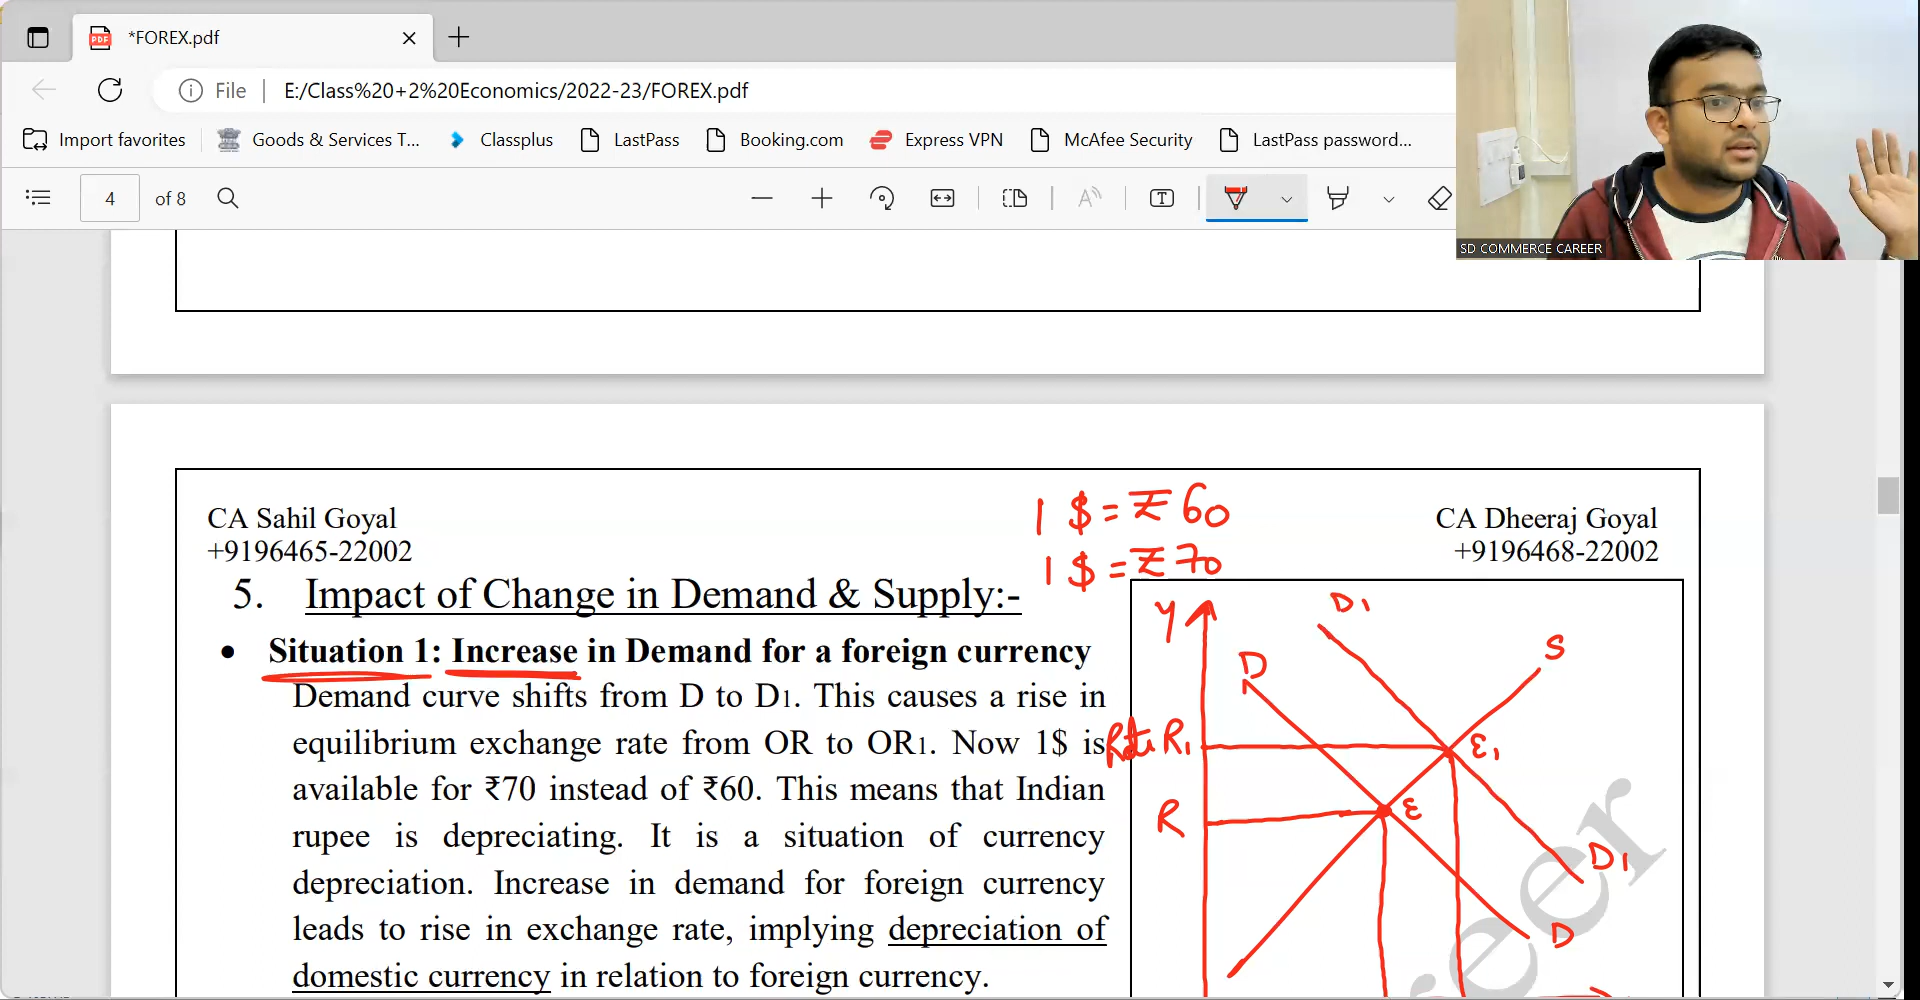 *FOREX.pdf
File
E:/Class%20+2%20Economics/2022-23/FOREX.pdf
Import favorites
Goods & Services T...
Classplus
LastPass
Booking.com
Express VPN
McAfee Security
LastPass password...
4 of 8
SD COMMERCE CAREER
CA Sahil Goyal
+9196465-22002
1 $ = ₹ 60
1 $ = ₹ 70
CA Dheeraj Goyal
+9196468-22002
5. Impact of Change in Demand & Supply:-
• Situation 1: Increase in Demand for a foreign currency
Demand curve shifts from D to D1. This causes a rise in
equilibrium exchange rate from OR to OR1. Now 1$ is
available for ₹70 instead of ₹60. This means that Indian
rupee is depreciating. It is a situation of currency
depreciation. Increase in demand for foreign currency
leads to rise in exchange rate, implying depreciation of
domestic currency in relation to foreign currency.
Y
D1
S
D
Rate R1
E1
R
E
D1
D
eer
reer